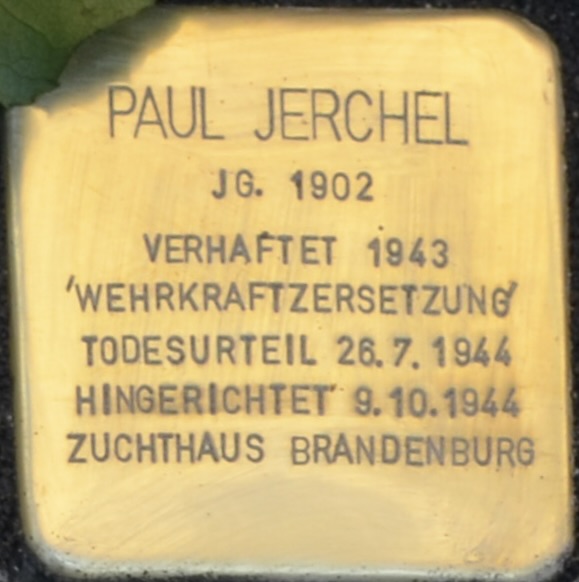 PAUL JERCHEL
JG. 1902
VERHAFTET 1943
'WEHRKRAFTZERSETZUNG'
TODESURTEIL 26.7.1944
HINGERICHTET 9.10.1944
ZUCHTHAUS BRANDENBURG